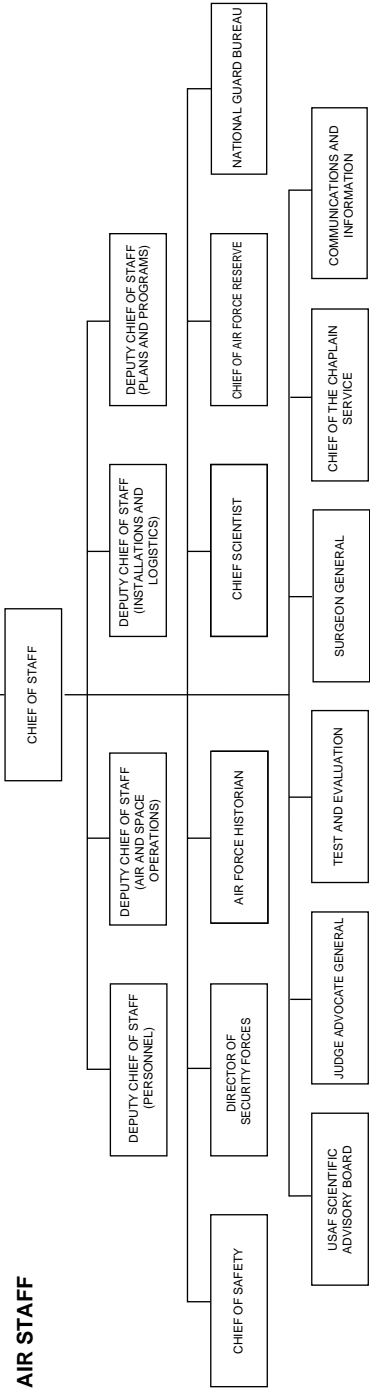 AIR STAFF
CHIEF OF STAFF
DEPUTY CHIEF OF STAFF
(PERSONNEL)
DEPUTY CHIEF OF STAFF
(AIR AND SPACE
OPERATIONS)
DEPUTY CHIEF OF STAFF
(INSTALLATIONS AND
LOGISTICS)
DEPUTY CHIEF OF STAFF
(PLANS AND PROGRAMS)
CHIEF OF SAFETY
DIRECTOR OF
SECURITY FORCES
AIR FORCE HISTORIAN
CHIEF SCIENTIST
CHIEF OF AIR FORCE RESERVE
NATIONAL GUARD BUREAU
USAF SCIENTIFIC
ADVISORY BOARD
JUDGE ADVOCATE GENERAL
TEST AND EVALUATION
SURGEON GENERAL
CHIEF OF THE CHAPLAIN
SERVICE
COMMUNICATIONS AND
INFORMATION